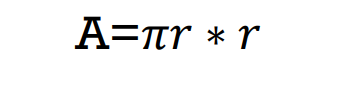 A=𝜋𝑟 ∗ 𝑟